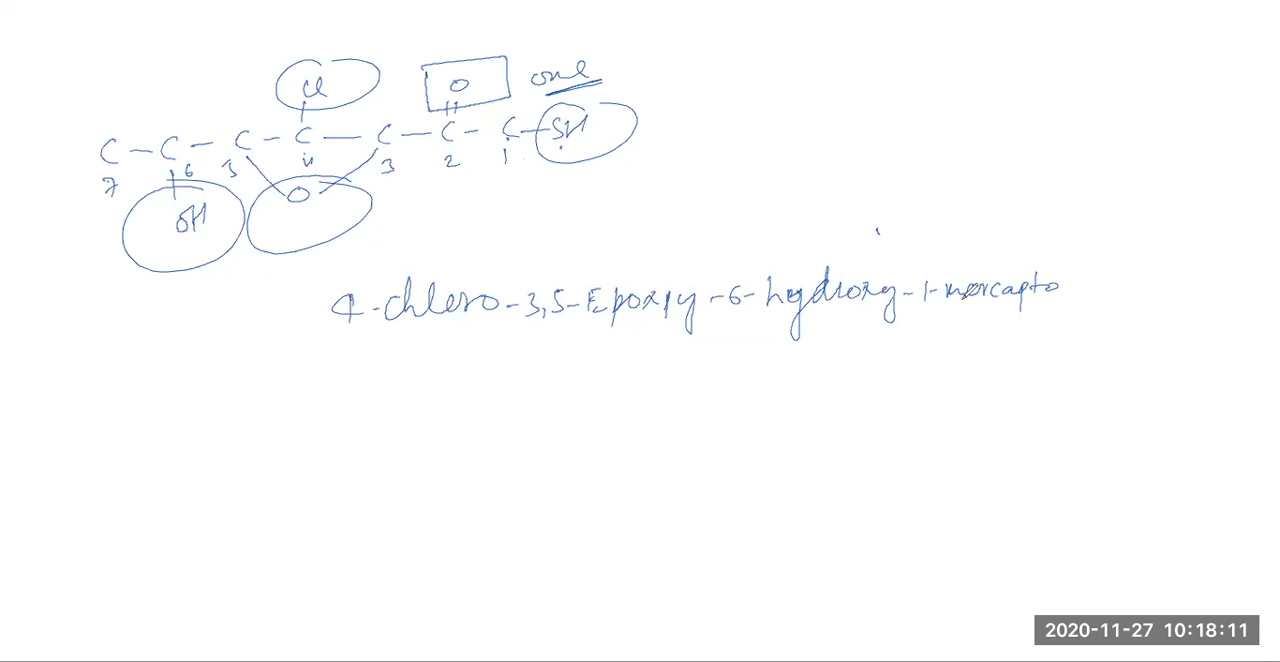 Cl O one
C - C - C - C - C - C - C - SH
7 6 5 4 3 2 1
OH O
4-chloro-3,5-Epoxy-6-hydroxy-1-mercapto
2020-11-27 10:18:11